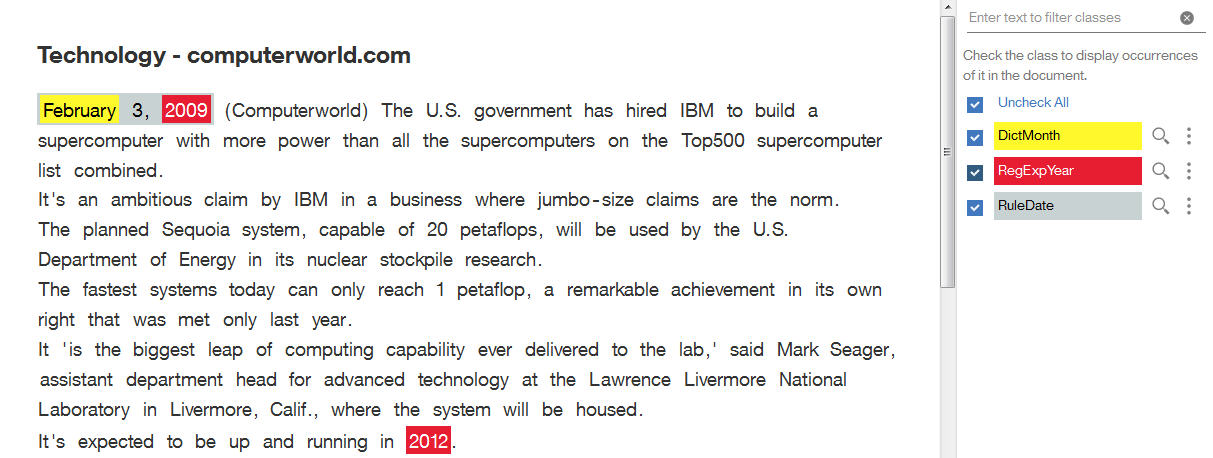 Technology - computerworld.com
February 3, 2009 (Computerworld) The U.S. government has hired IBM to build a
supercomputer with more power than all the supercomputers on the Top500 supercomputer
list combined.
It's an ambitious claim by IBM in a business where jumbo-size claims are the norm.
The planned Sequoia system, capable of 20 petaflops, will be used by the U.S.
Department of Energy in its nuclear stockpile research.
The fastest systems today can only reach 1 petaflop, a remarkable achievement in its own
right that was met only last year.
It 'is the biggest leap of computing capability ever delivered to the lab,' said Mark Seager,
assistant department head for advanced technology at the Lawrence Livermore National
Laboratory in Livermore, Calif., where the system will be housed.
It's expected to be up and running in 2012.
Enter text to filter classes
Check the class to display occurrences
of it in the document.
Uncheck All
DictMonth
RegExpYear
RuleDate